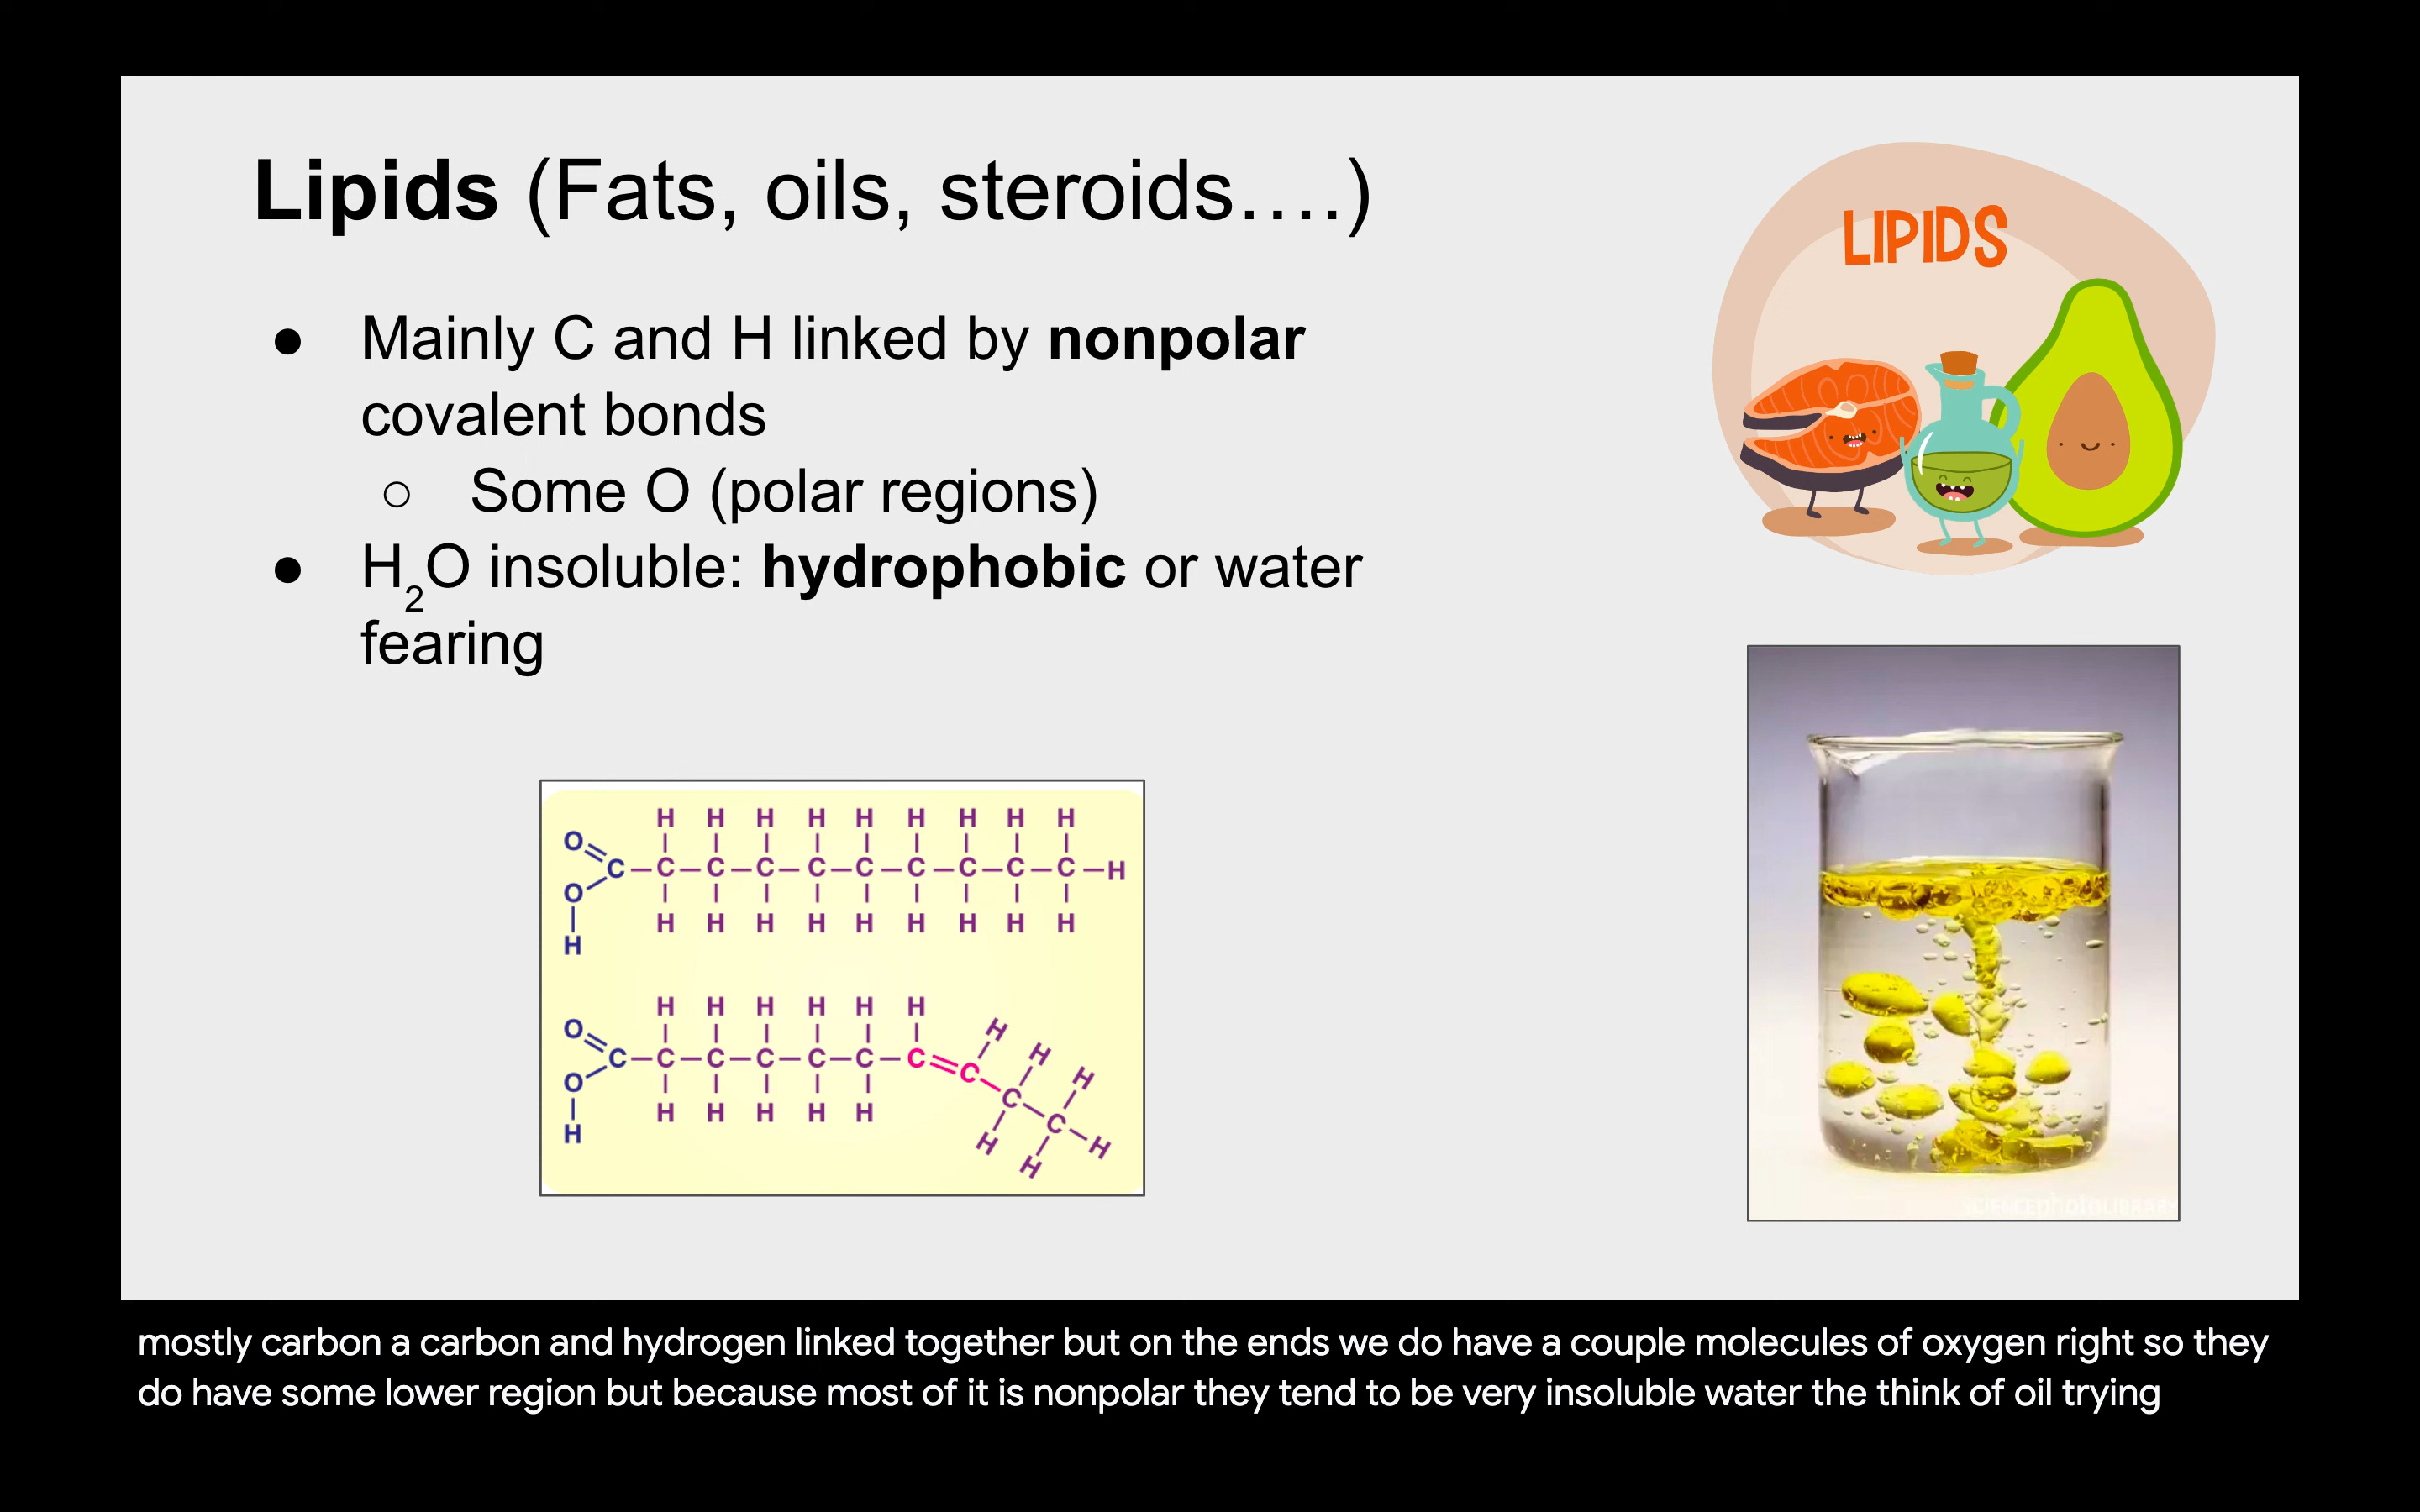 Lipids (Fats, oils, steroids....)
LIPIDS
● Mainly C and H linked by nonpolar
covalent bonds
○ Some O (polar regions)
● H₂O insoluble: hydrophobic or water
fearing
H H H H H H H H H
O
C C C C C C C C C C H
O
H H H H H H H H H
H
H H H H H H
H
O
H
H
C C C C C C C C
O
C
C
H
H H H H H
H
H
H
mostly carbon a carbon and hydrogen linked together but on the ends we do have a couple molecules of oxygen right so they
do have some lower region but because most of it is nonpolar they tend to be very insoluble water the think of oil trying